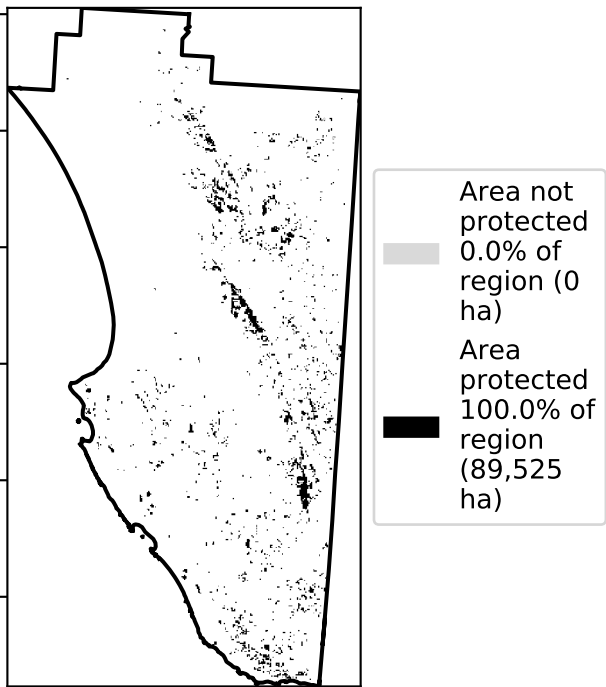 Area not
protected
0.0% of
region (0
ha)
Area
protected
100.0% of
region
(89,525
ha)